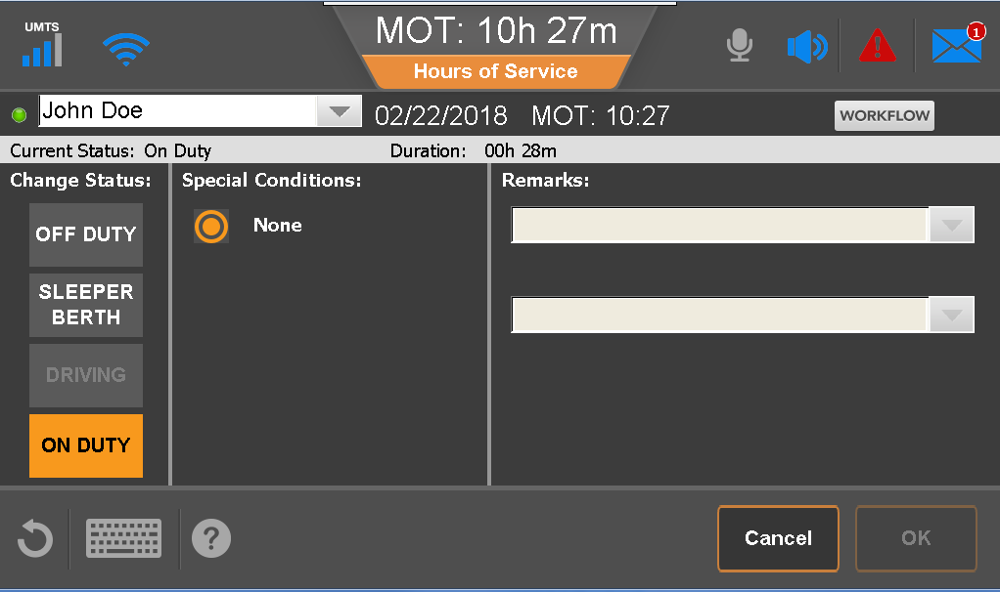 UMTS
MOT: 10h 27m
Hours of Service
1
John Doe
02/22/2018 MOT: 10:27
WORKFLOW
Current Status: On Duty
Duration: 00h 28m
Change Status:
Special Conditions:
Remarks:
OFF DUTY
None
SLEEPER
BERTH
DRIVING
ON DUTY
?
Cancel
OK